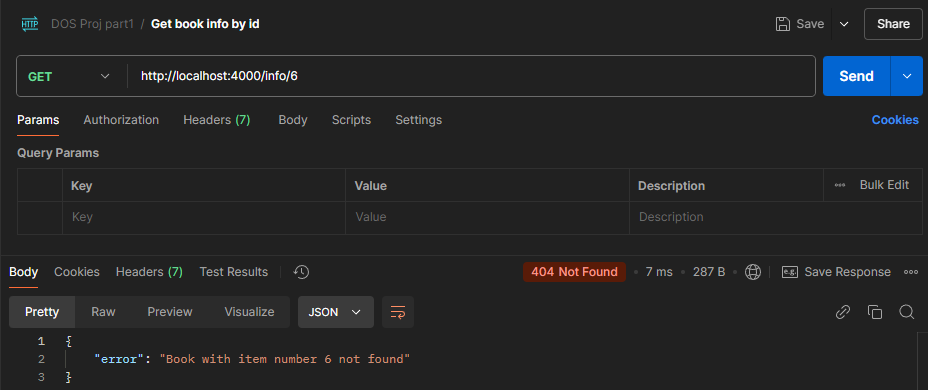 HTTP DOS Proj part1 / Get book info by id Save Share
GET http://localhost:4000/info/6 Send
Params Authorization Headers (7) Body Scripts Settings Cookies
Query Params
Key Value Description Bulk Edit
Key Value Description
Body Cookies Headers (7) Test Results 404 Not Found • 7 ms • 287 B • e.g. Save Response
Pretty Raw Preview Visualize JSON
1 {
2 "error": "Book with item number 6 not found"
3 }